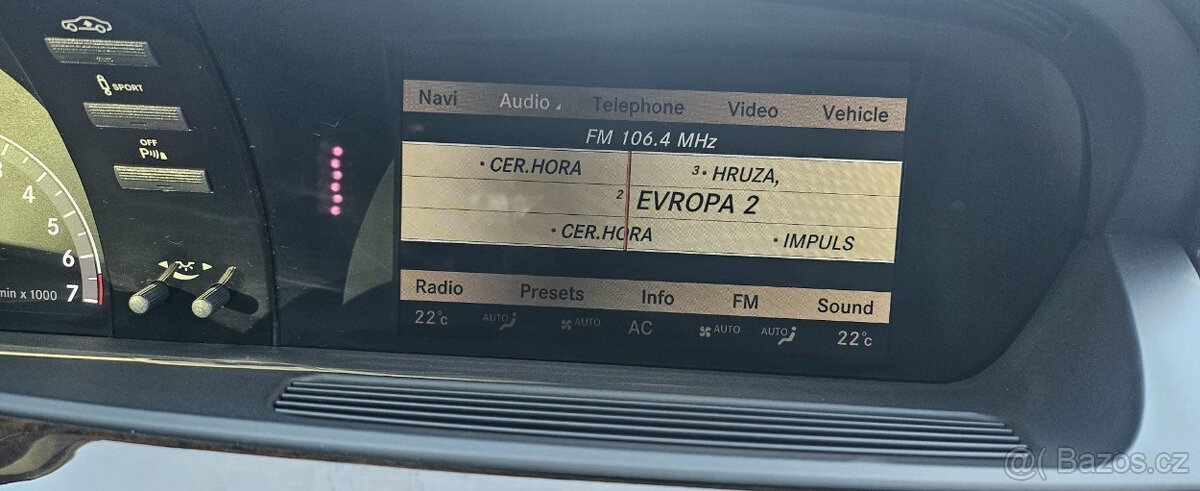 SPORT
OFF
P
3
4
5
6
7
min x 1000
Navi Audio Telephone Video Vehicle
FM 106.4 MHz
• CER.HORA 3• HRUZA,
2 EVROPA 2
• CER.HORA • IMPULS
Radio Presets Info FM Sound
22°C AUTO AUTO AC AUTO AUTO 22°C
@( Bazoš.cz